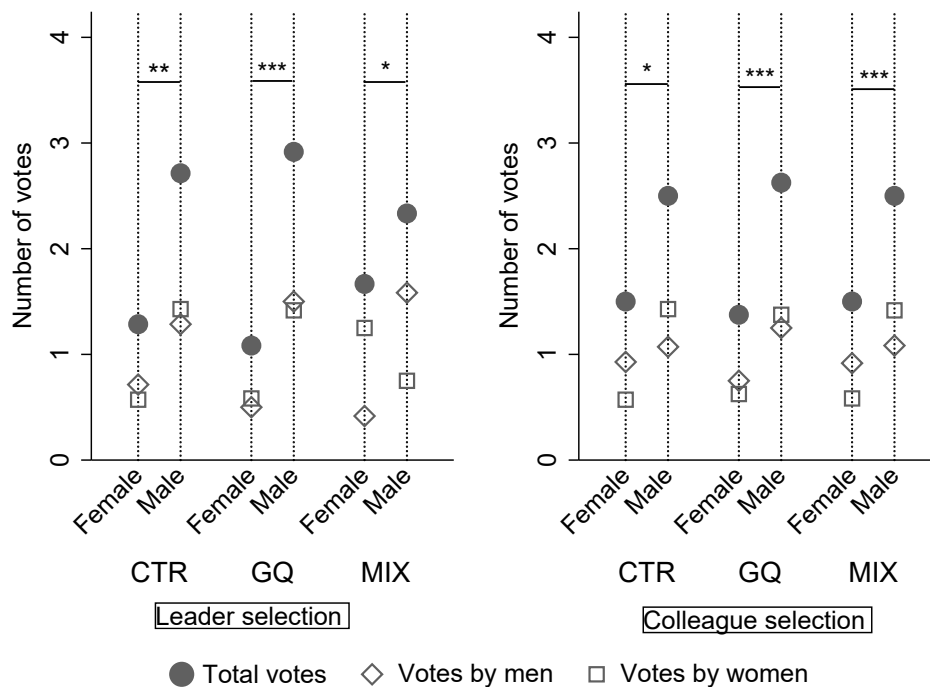 Number of votes
4
3
2
1
0
** *** *
Female Male Female Male Female Male
CTR GQ MIX
Leader selection
Number of votes
4
3
2
1
0
* *** ***
Female Male Female Male Female Male
CTR GQ MIX
Colleague selection
Total votes Votes by men Votes by women